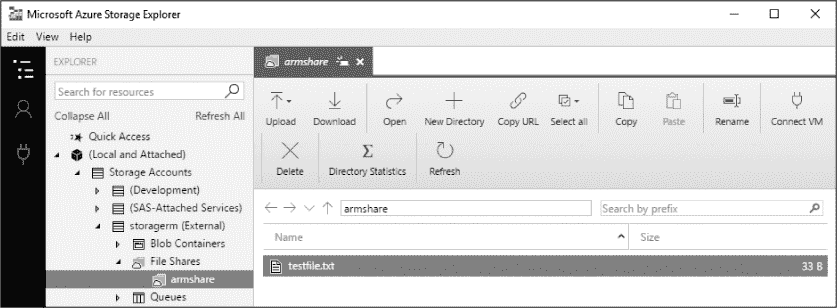 Microsoft Azure Storage Explorer
Edit View Help
EXPLORER
Search for resources
Collapse All Refresh All
Quick Access
(Local and Attached)
Storage Accounts
(Development)
(SAS-Attached Services)
storagerm (External)
Blob Containers
File Shares
armshare
Queues
armshare
Upload Download Open New Directory Copy URL Select all Copy Paste Rename Connect VM
Delete Directory Statistics Refresh
armshare Search by prefix
Name Size
testfile.txt 33 B